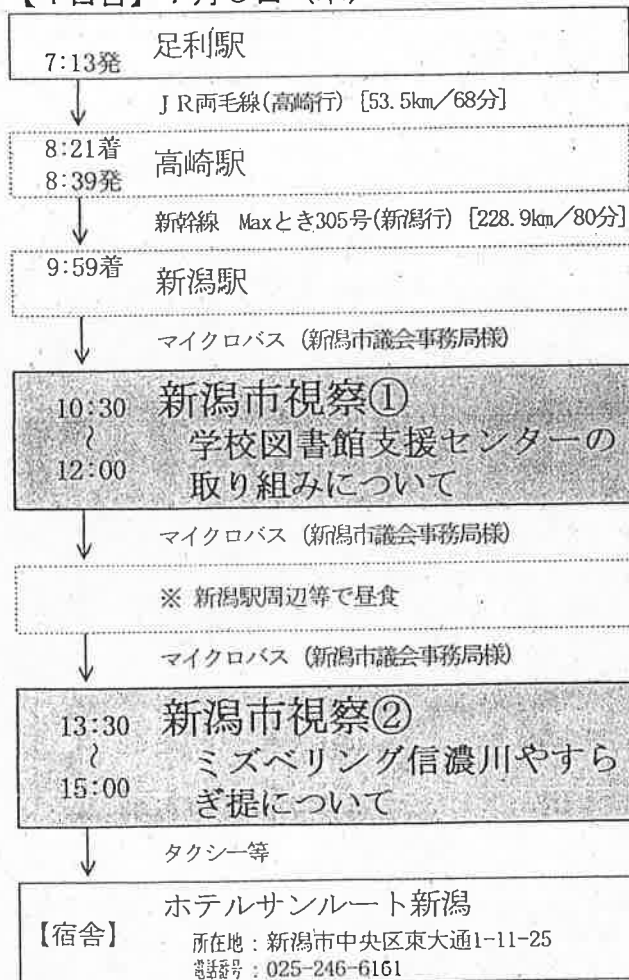 7:13発 足利駅
JR両毛線(高崎行) [53.5km/68分]
8:21着
8:39発 高崎駅
新幹線 Maxとき305号(新潟行) [228.9km/80分]
9:59着 新潟駅
マイクロバス (新潟市議会事務局様)
10:30
~
12:00
新潟市視察①
学校図書館支援センターの
取り組みについて
マイクロバス (新潟市議会事務局様)
※ 新潟駅周辺等で昼食
マイクロバス (新潟市議会事務局様)
13:30
~
15:00
新潟市視察②
ミズベリング信濃川やすら
ぎ提について
タクシー等
【宿舎】
ホテルサンルート新潟
所在地:新潟市中央区東大通1-11-25
電話番号:025-246-6161